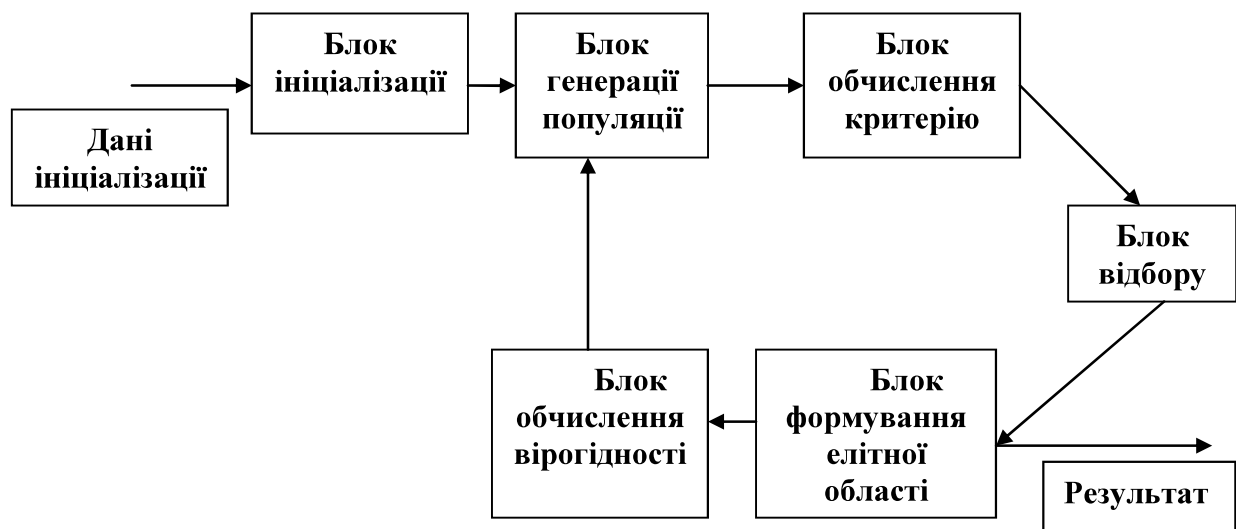 Блок
ініціалізації
Блок
генерації
популяції
Блок
обчислення
критерію
Дані
ініціалізації
Блок
відбору
Блок
обчислення
вірогідності
Блок
формування
елітної
області
Результат